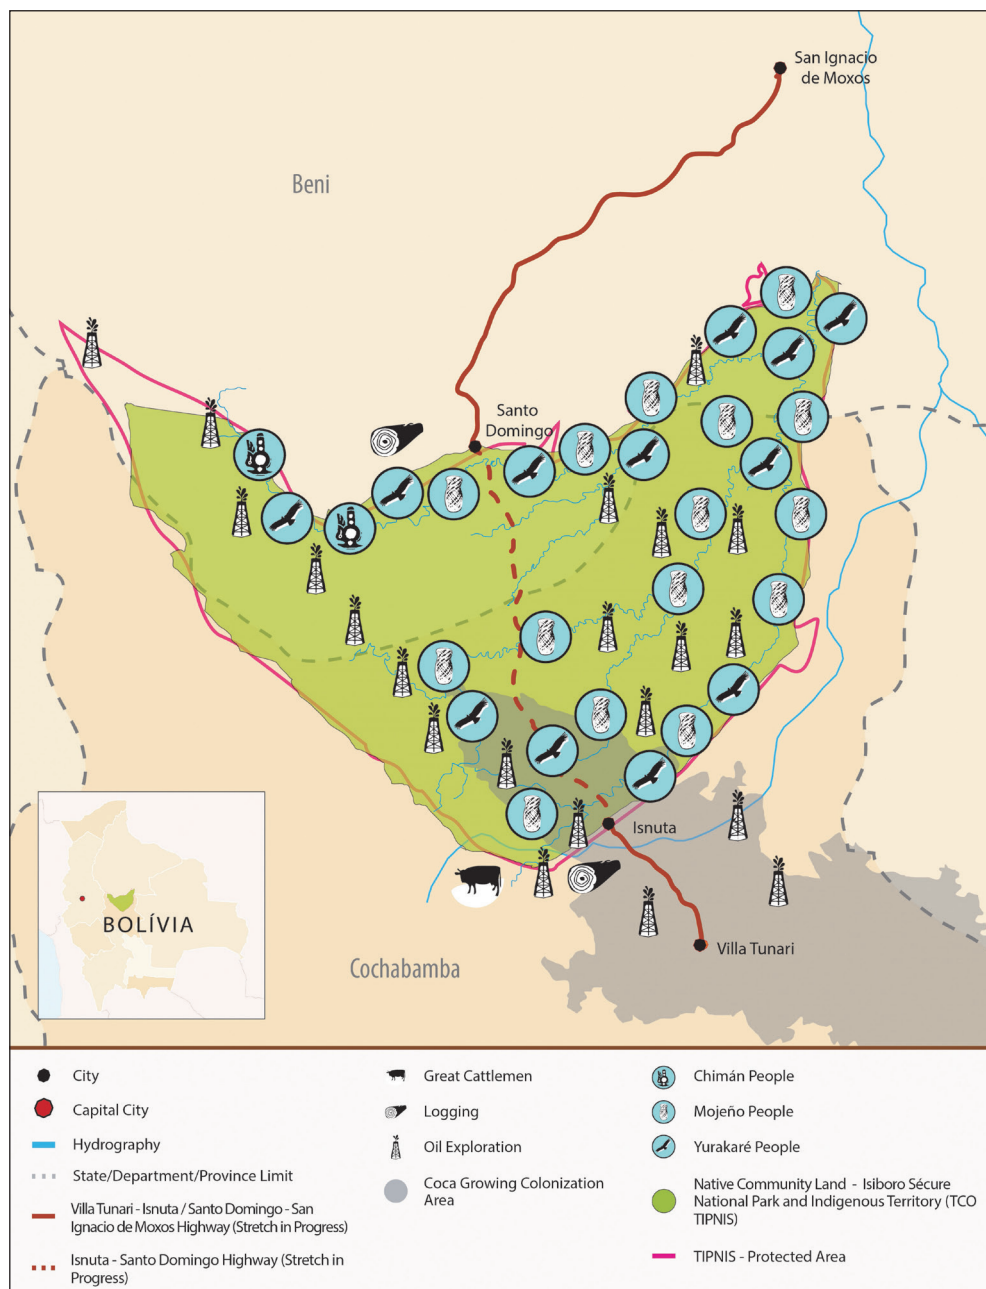 San Ignacio
de Moxos
Beni
Santo
Domingo
Isnuta
BOLÍVIA
Villa Tunari
Cochabamba
City
Capital City
Hydrography
State/Department/Province Limit
Villa Tunari - Isnuta / Santo Domingo - San
Ignacio de Moxos Highway (Stretch in
Progress)
Isnuta - Santo Domingo Highway (Stretch in
Progress)
Great Cattlemen
Logging
Oil Exploration
Coca Growing Colonization
Area
Chimán People
Mojeño People
Yurakaré People
Native Community Land - Isiboro Sécure
National Park and Indigenous Territory (TCO
TIPNIS)
TIPNIS - Protected Area